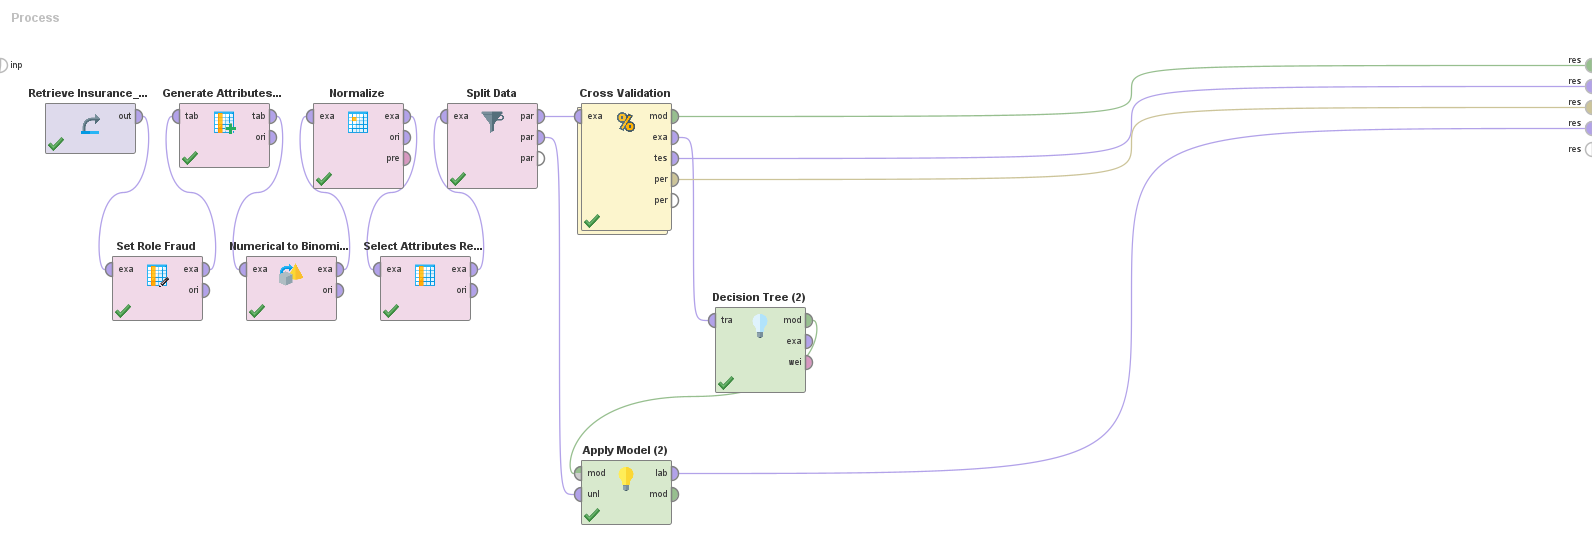 Process
inp
Retrieve Insurance_...
out
Generate Attributes...
tab
tab
ori
Normalize
exa
exa
ori
pre
Split Data
exa
par
par
par
Cross Validation
exa
mod
exa
tes
per
per
res
res
res
res
res
Set Role Fraud
exa
exa
ori
Numerical to Binomi...
exa
exa
ori
Select Attributes Re...
exa
exa
ori
Decision Tree (2)
tra
mod
exa
wei
Apply Model (2)
mod
lab
unl
mod